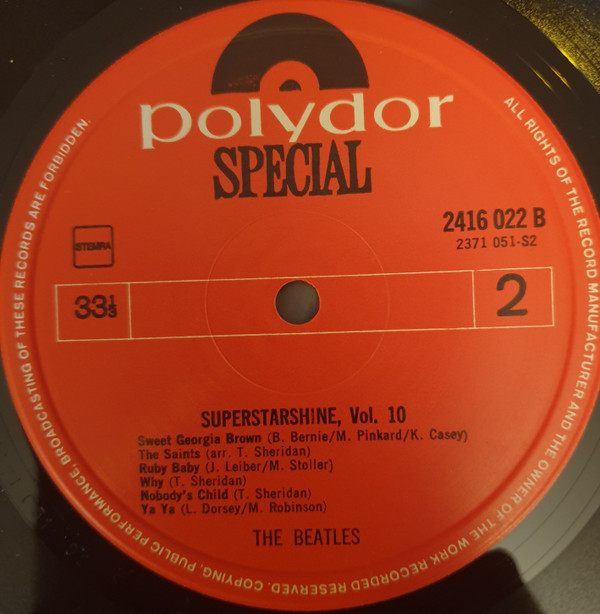 polydor
SPECIAL
2416 022 B
2371 051-S2
STEMRA
33⅓
2
SUPERSTARSHINE, Vol. 10
Sweet Georgia Brown (B. Bernie/M. Pinkard/K. Casey)
The Saints (arr. T. Sheridan)
Ruby Baby (J. Leiber/M. Stoller)
Why (T. Sheridan)
Nobody's Child (T. Sheridan)
Ya Ya (L. Dorsey/M. Robinson)
THE BEATLES
ALL RIGHTS OF THE RECORD MANUFACTURER AND THE OWNER OF THE WORK RECORDED RESERVED. COPYING, PUBLIC PERFORMANCE, BROADCASTING OF THESE RECORDS ARE FORBIDDEN.